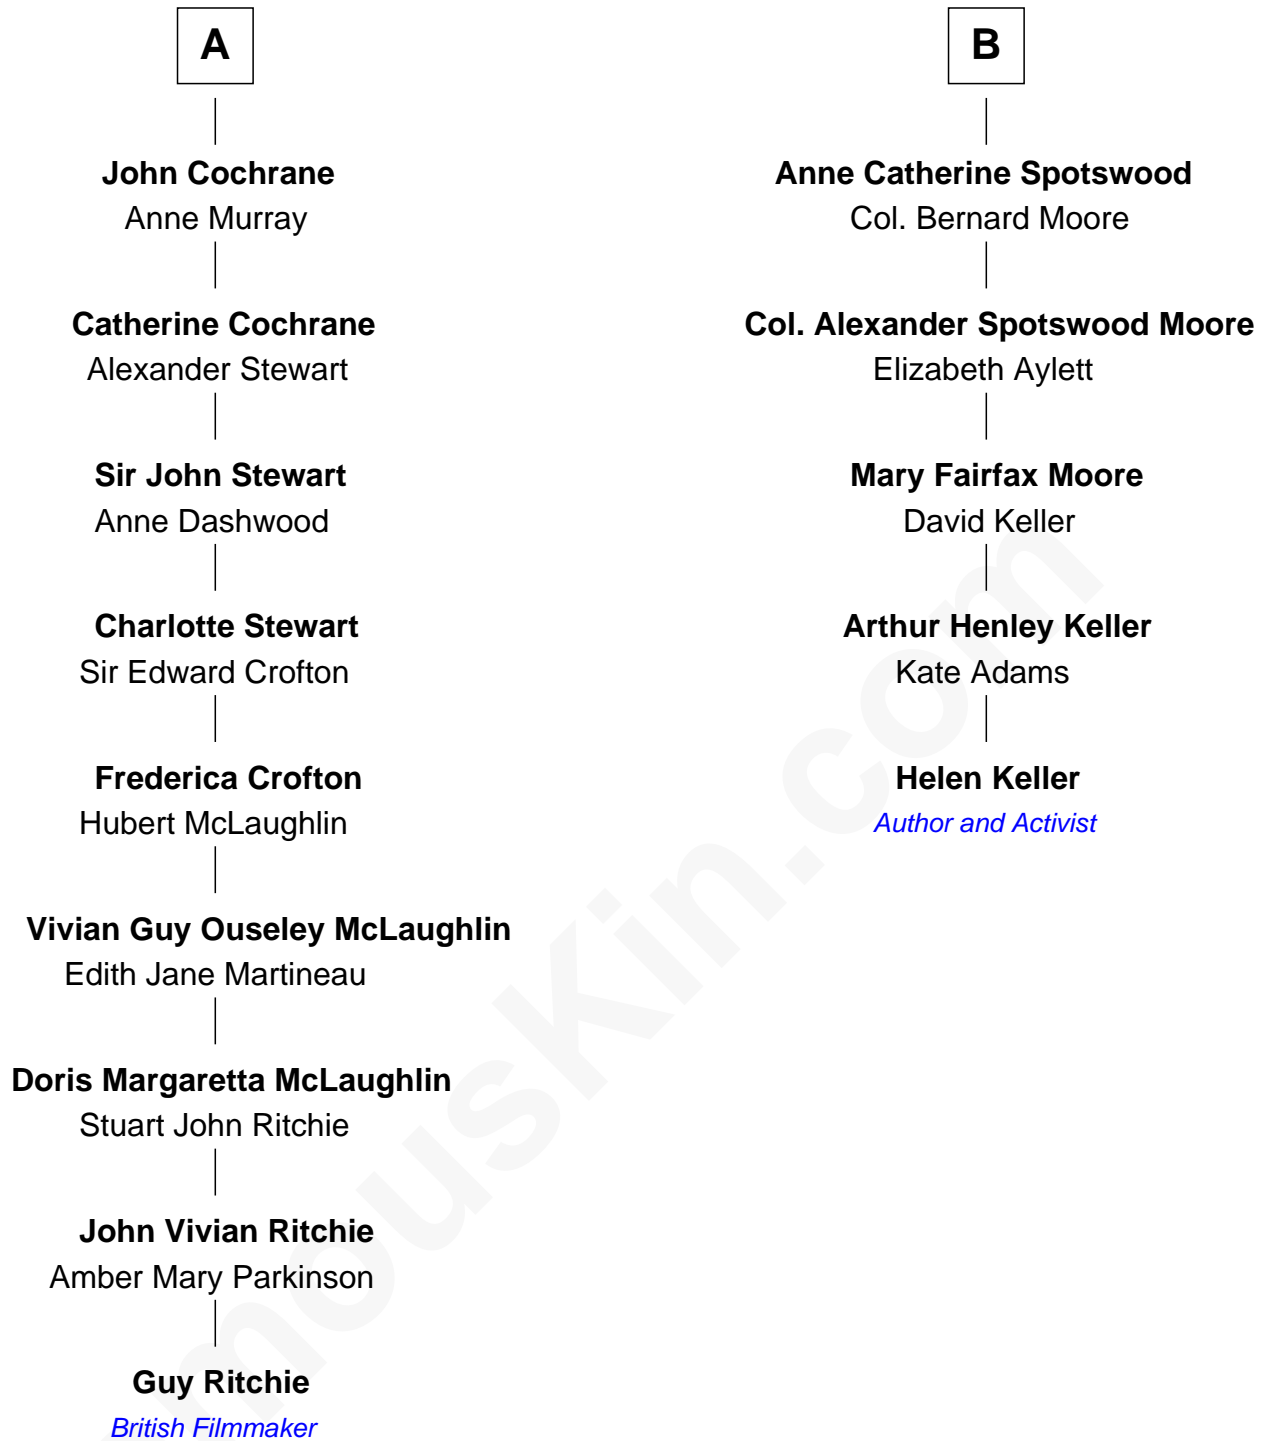 A
John Cochrane
Anne Murray
Catherine Cochrane
Alexander Stewart
Sir John Stewart
Anne Dashwood
Charlotte Stewart
Sir Edward Crofton
Frederica Crofton
Hubert McLaughlin
Vivian Guy Ouseley McLaughlin
Edith Jane Martineau
Doris Margaretta McLaughlin
Stuart John Ritchie
John Vivian Ritchie
Amber Mary Parkinson
Guy Ritchie
British Filmmaker
B
Anne Catherine Spotswood
Col. Bernard Moore
Col. Alexander Spotswood Moore
Elizabeth Aylett
Mary Fairfax Moore
David Keller
Arthur Henley Keller
Kate Adams
Helen Keller
Author and Activist
mousKin.com